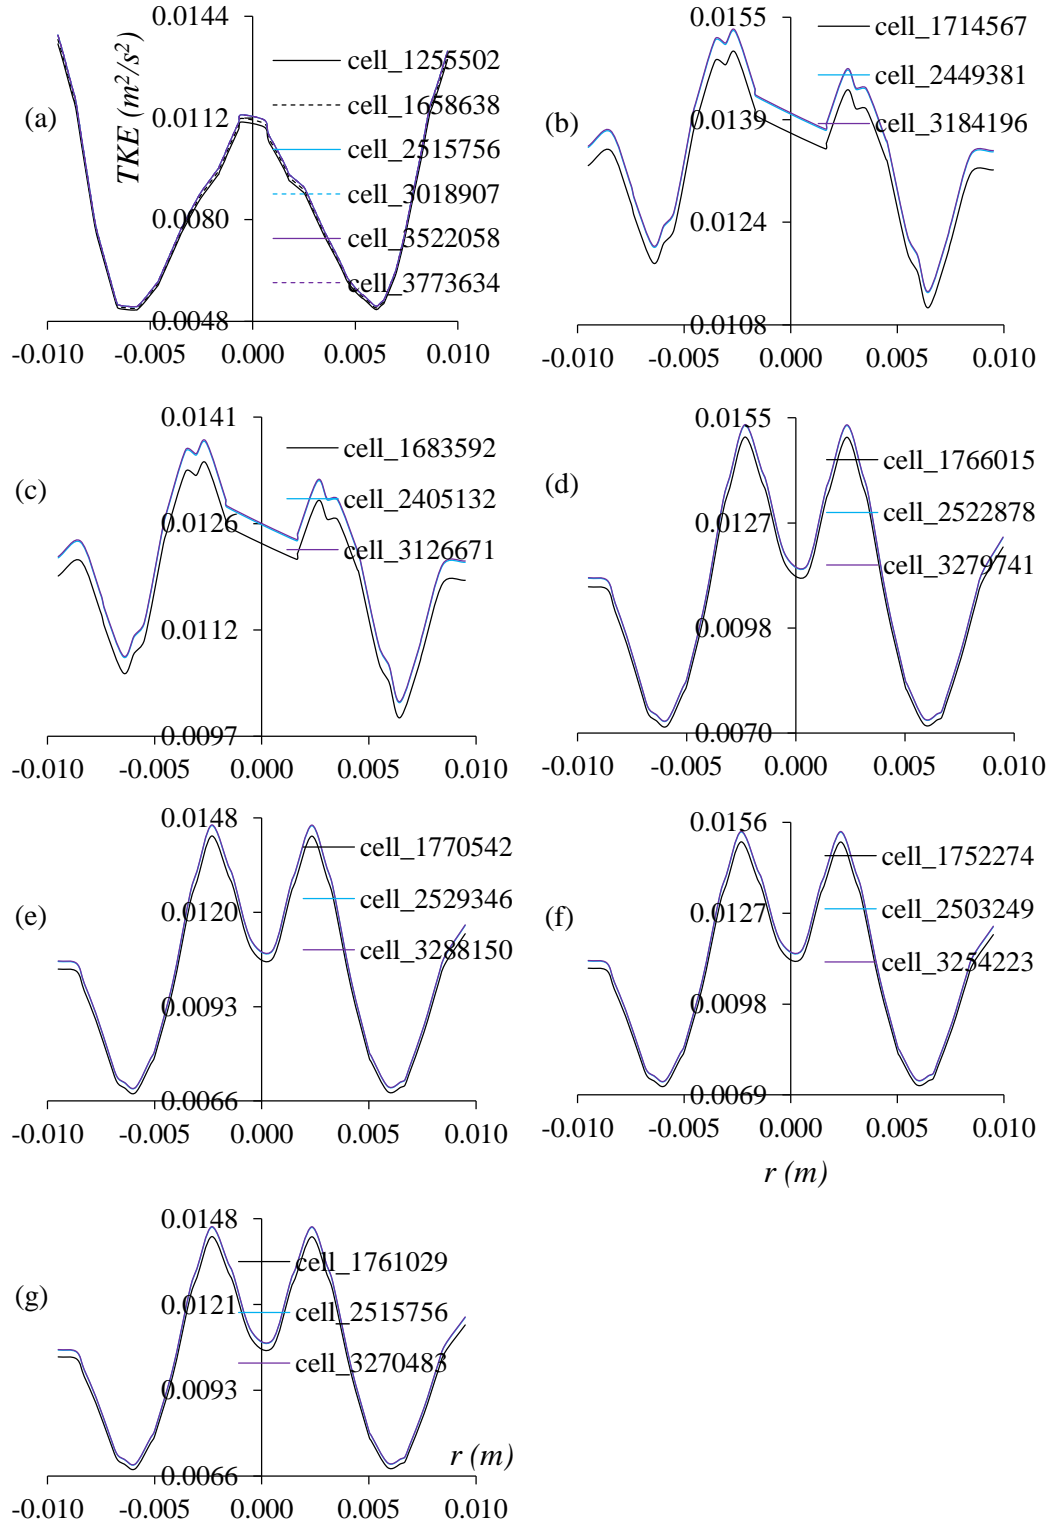 (a)
TKE (m²/s²)
0.0144
0.0112
0.0080
0.0048
cell_1255502
cell_1658638
cell_2515756
cell_3018907
cell_3522058
cell_3773634
-0.010 -0.005 0.000 0.005 0.010
(b)
0.0155
0.0139
0.0124
0.0108
cell_1714567
cell_2449381
cell_3184196
-0.010 -0.005 0.000 0.005 0.010
(c)
0.0141
0.0126
0.0112
0.0097
cell_1683592
cell_2405132
cell_3126671
-0.010 -0.005 0.000 0.005 0.010
(d)
0.0155
0.0127
0.0098
0.0070
cell_1766015
cell_2522878
cell_3279741
-0.010 -0.005 0.000 0.005 0.010
(e)
0.0148
0.0120
0.0093
0.0066
cell_1770542
cell_2529346
cell_3288150
-0.010 -0.005 0.000 0.005 0.010
(f)
0.0156
0.0127
0.0098
0.0069
cell_1752274
cell_2503249
cell_3254223
-0.010 -0.005 0.000 0.005 0.010
r (m)
(g)
0.0148
0.0121
0.0093
0.0066
cell_1761029
cell_2515756
cell_3270483
r (m)
-0.010 -0.005 0.000 0.005 0.010